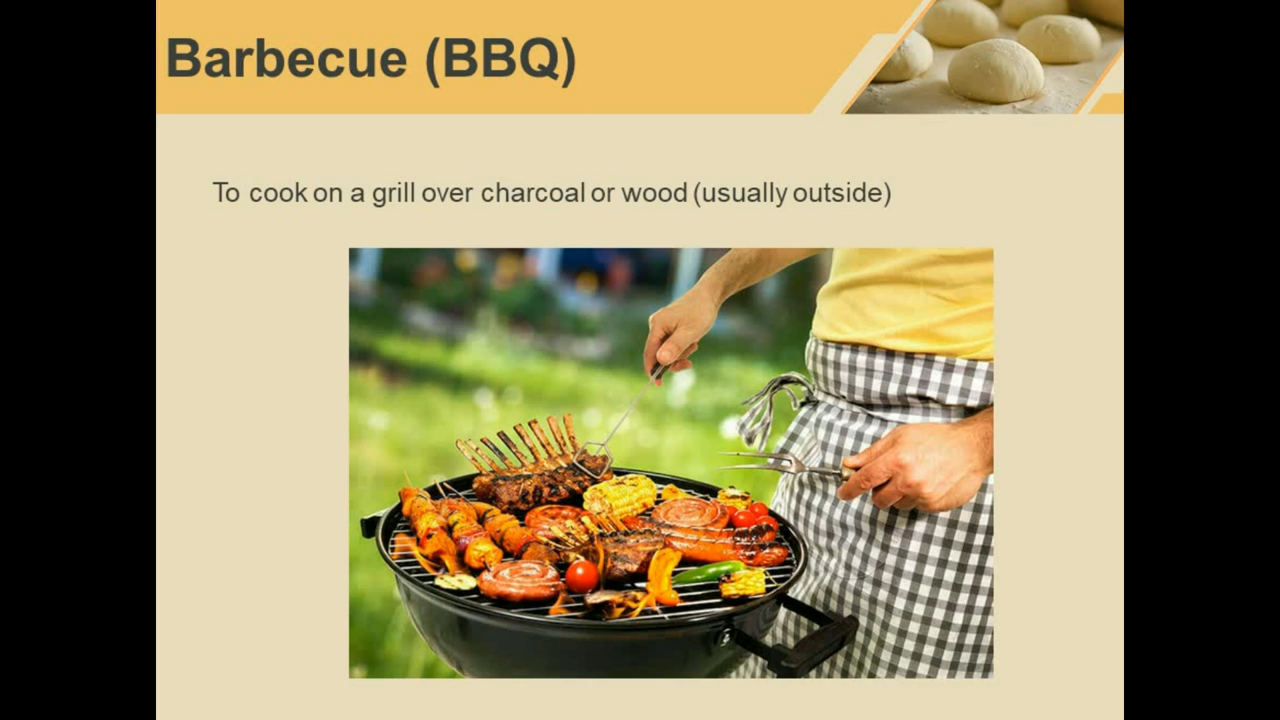 Barbecue (BBQ)
To cook on a grill over charcoal or wood (usually outside)